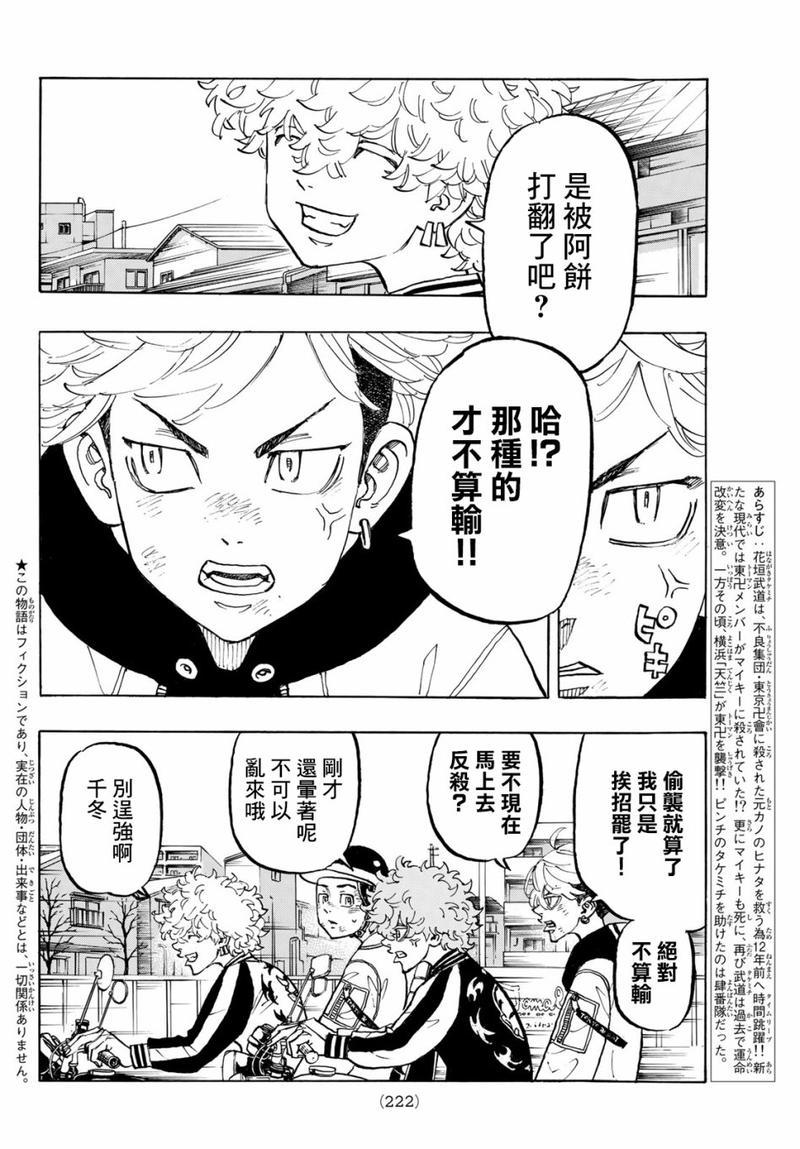 是被阿餅
打翻了吧?
哈!?
那種的
才不算輸!!
ピキ
偷襲就算了
我只是
挨招罷了!
絕對
不算輸
要不現在
馬上去
反殺?
剛才
還暈著呢
不可以
亂來哦
別逞強啊
千冬
あらすじ：花垣武道は、不良集団・東京卍會に殺された元カノのヒナタを救う為12年前へ時間跳躍!! 新
たな現代では東卍メンバーがマイキーに殺されていた!? 更にマイキーも死に、再び武道は過去で運命
改変を決意。一方その頃、横浜「天竺」が東卍を襲撃!! ピンチのタケミチを助けたのは肆番隊だった。
★この物語はフィクションであり、実在の人物・団体・出来事などとは、一切関係ありません。
(222)